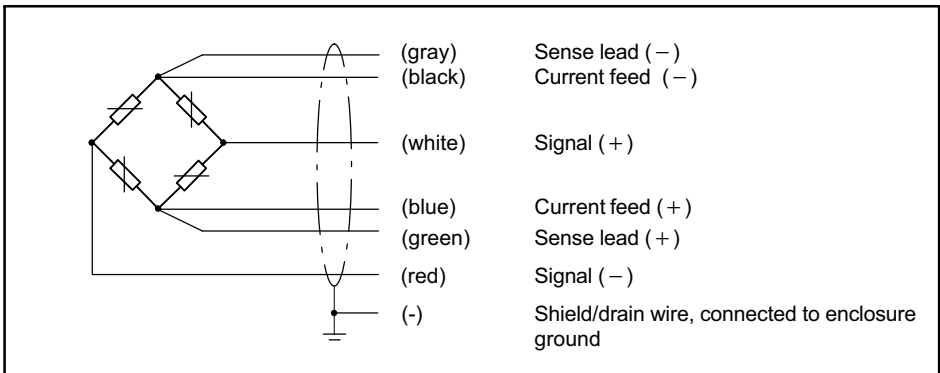 (gray) Sense lead (−)
(black) Current feed (−)
(white) Signal (+)
(blue) Current feed (+)
(green) Sense lead (+)
(red) Signal (−)
(-) Shield/drain wire, connected to enclosure
ground